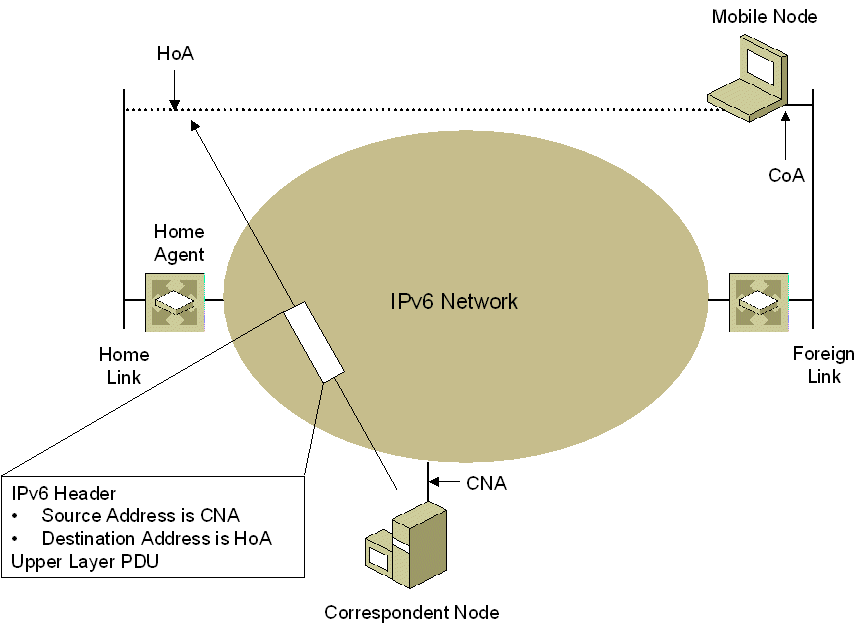 Mobile Node
HoA
CoA
Home
Agent
IPv6 Network
Home
Link
Foreign
Link
CNA
IPv6 Header
• Source Address is CNA
• Destination Address is HoA
Upper Layer PDU
Correspondent Node